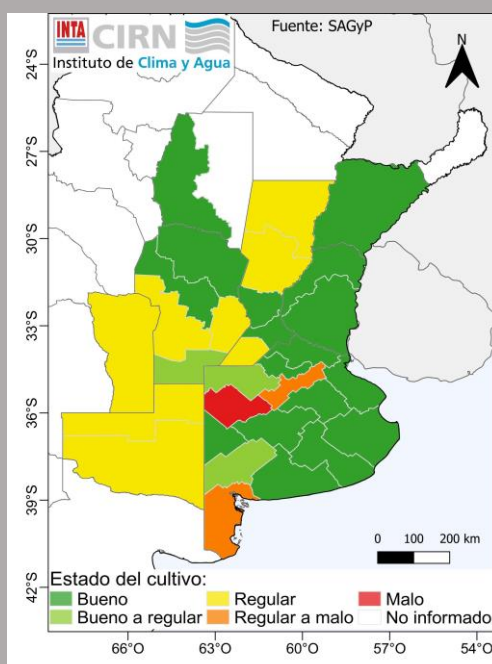 INTA CIRN
Instituto de Clima y Agua
Fuente: SAGyP
N
24°S
27°S
30°S
33°S
36°S
39°S
42°S
0 100 200 km
Estado del cultivo:
Bueno Regular Malo
Bueno a regular Regular a malo No informado
66°O 63°O 60°O 57°O 54°O